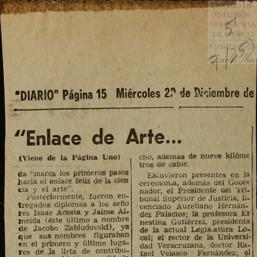 "DIARIO" Página 15 Miércoles 2 de Diciembre de
"Enlace de Arte...
(Viene de la Página Uno)
da "marca los primeros pasos
hacia el enlace feliz de la cien
cia y el arte".
Posteriormente, fueron en
tregados diplomas a los seño
res Isaac Acosta y Jaime Al
meida (éste último a nombre
de Jacobo Zabludovski), ya
que sus nombres figuraban
en el primero y último luga
res de la lista de contribu
cho, además de nueve kilóme
tros de cable.
Estuvieron presentes en la
ceremonia, además del Gober
nador, el Presidente del Tri
bunal Superior de Justicia, li
cenciado Aureliano Hernández
Palacios; la profesora Er
nestina Gutiérrez, presidenta
de la actual Legislatura Lo
cal; el rector de la Universi
dad Veracruzana, doctor Ra
fael Velasco Fernández; el